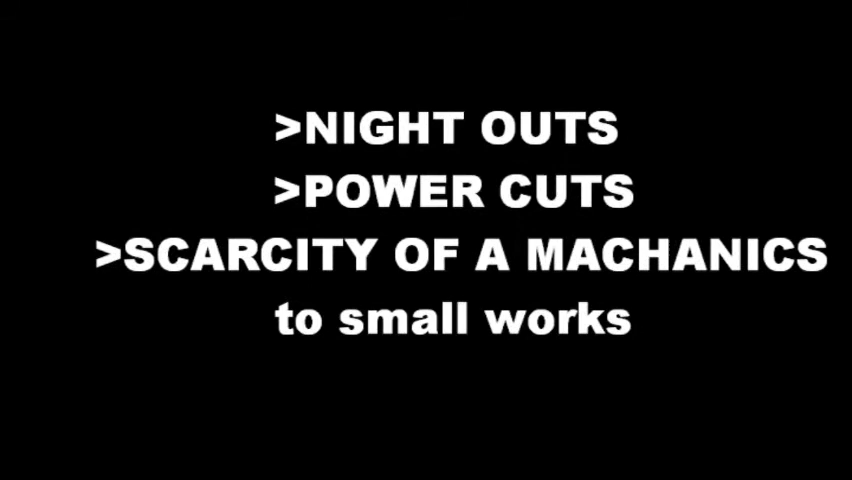 >NIGHT OUTS
>POWER CUTS
>SCARCITY OF A MACHANICS
to small works